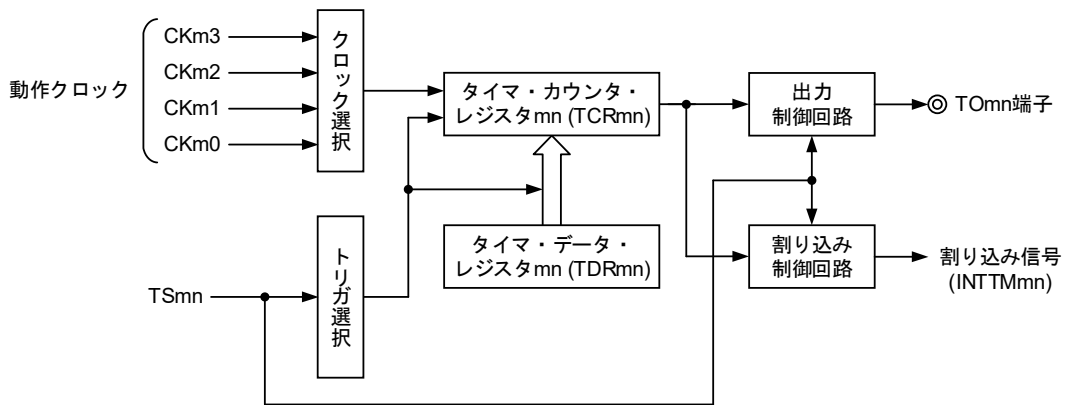 動作クロック
CKm3
CKm2
CKm1
CKm0
クロック選択
タイマ・カウンタ・
レジスタmn (TCRmn)
出力
制御回路
TOmn端子
タイマ・データ・
レジスタmn (TDRmn)
割り込み
制御回路
割り込み信号
(INTTMmn)
TSmn
トリガ選択